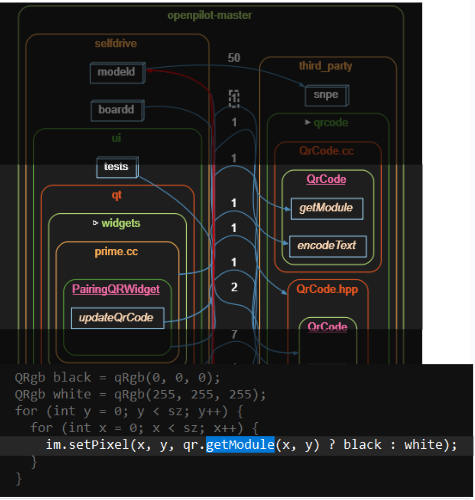 openpilot-master
selfdrive
50
modeld
third_party
1
snpe
boardd
1
▸ qrcode
ui
QrCode.cc
1
tests
QrCode
qt
1
getModule
▹ widgets
1
encodeText
prime.cc
1
PairingQRWidget
2
QrCode.hpp
updateQrCode
QrCode
7
QRgb black = qRgb(0, 0, 0);
QRgb white = qRgb(255, 255, 255);
for (int y = 0; y < sz; y++) {
for (int x = 0; x < sz; x++) {
im.setPixel(x, y, qr.getModule(x, y) ? black : white);
}
}